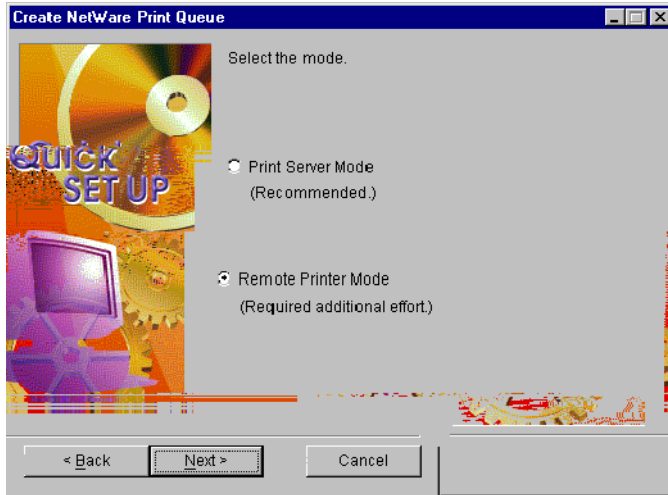 Create NetWare Print Queue
Select the mode.
QUICK
SET UP
Print Server Mode
(Recommended.)
Remote Printer Mode
(Required additional effort.)
< Back
Next >
Cancel